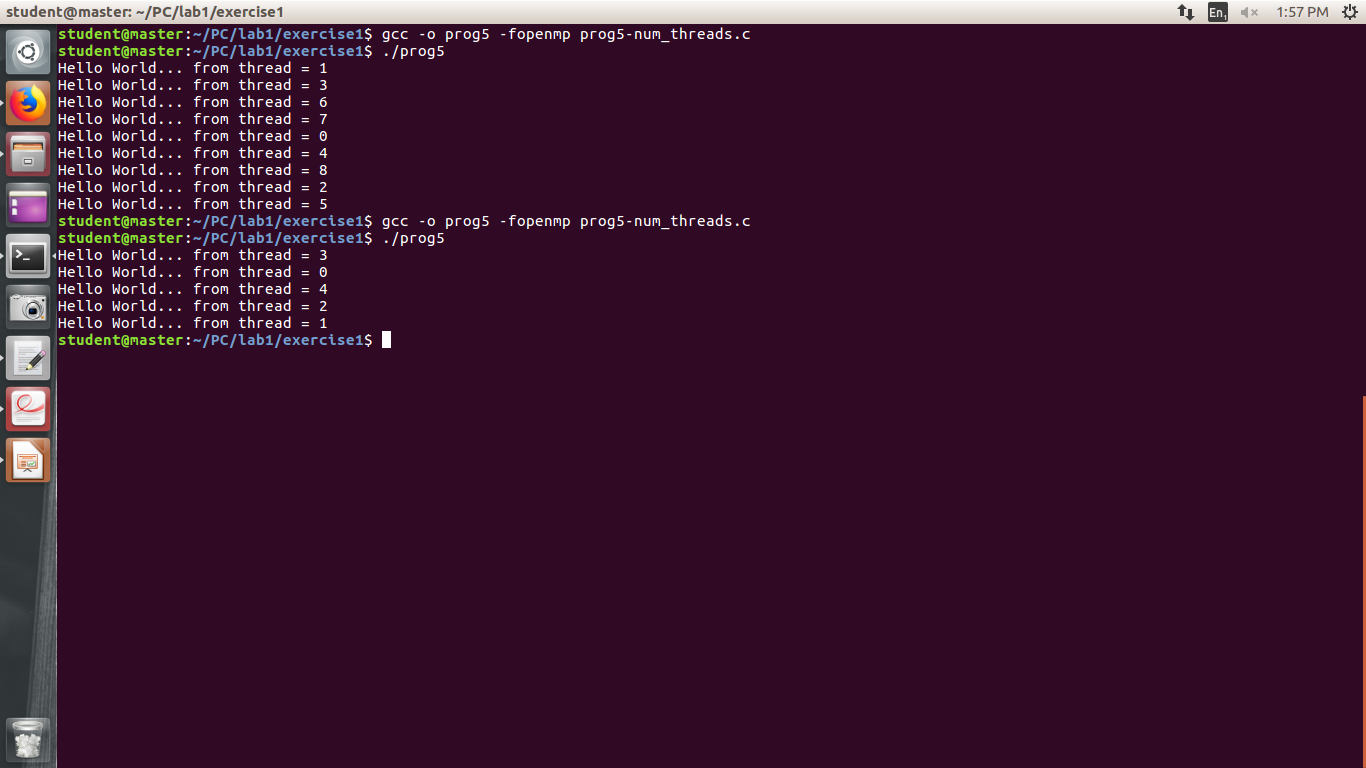 student@master: ~/PC/lab1/exercise1
En1
1:57 PM
student@master:~/PC/lab1/exercise1$ gcc -o prog5 -fopenmp prog5-num_threads.c
student@master:~/PC/lab1/exercise1$ ./prog5
Hello World... from thread = 1
Hello World... from thread = 3
Hello World... from thread = 6
Hello World... from thread = 7
Hello World... from thread = 0
Hello World... from thread = 4
Hello World... from thread = 8
Hello World... from thread = 2
Hello World... from thread = 5
student@master:~/PC/lab1/exercise1$ gcc -o prog5 -fopenmp prog5-num_threads.c
student@master:~/PC/lab1/exercise1$ ./prog5
Hello World... from thread = 3
Hello World... from thread = 0
Hello World... from thread = 4
Hello World... from thread = 2
Hello World... from thread = 1
student@master:~/PC/lab1/exercise1$